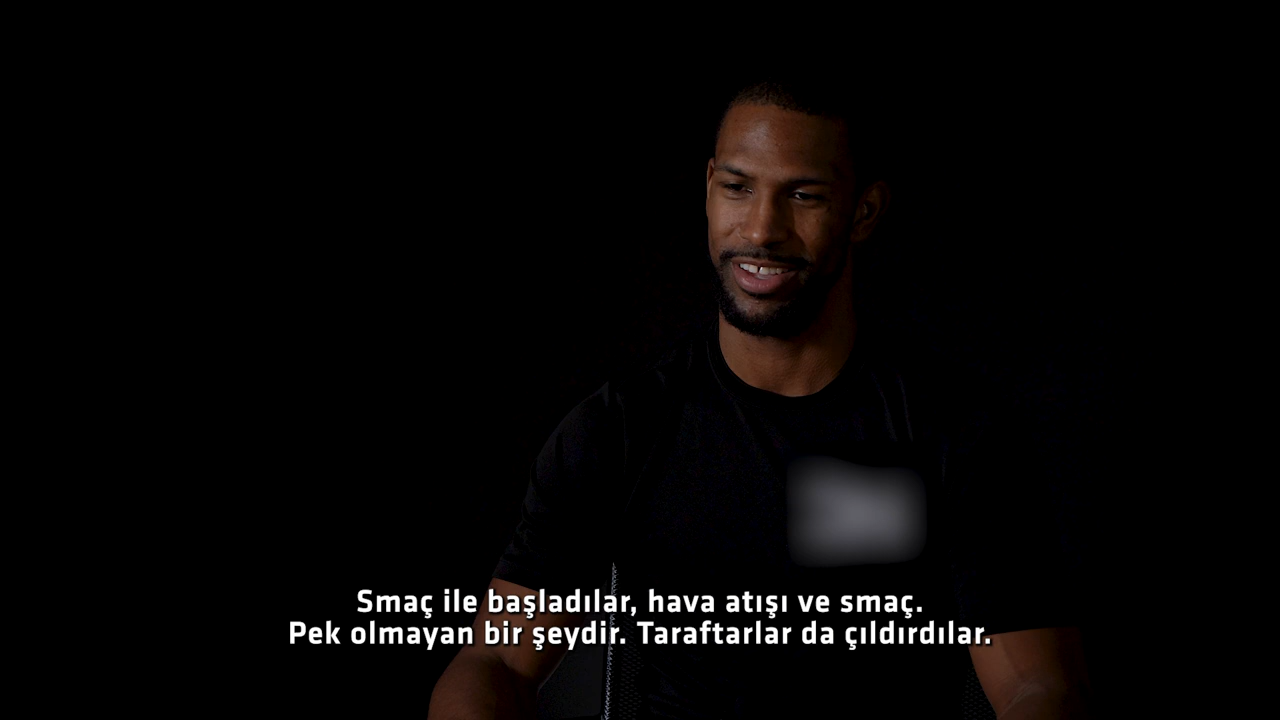 Smaç ile başladılar, hava atışı ve smaç.
Pek olmayan bir şeydir. Taraftarlar da çıldırdılar.